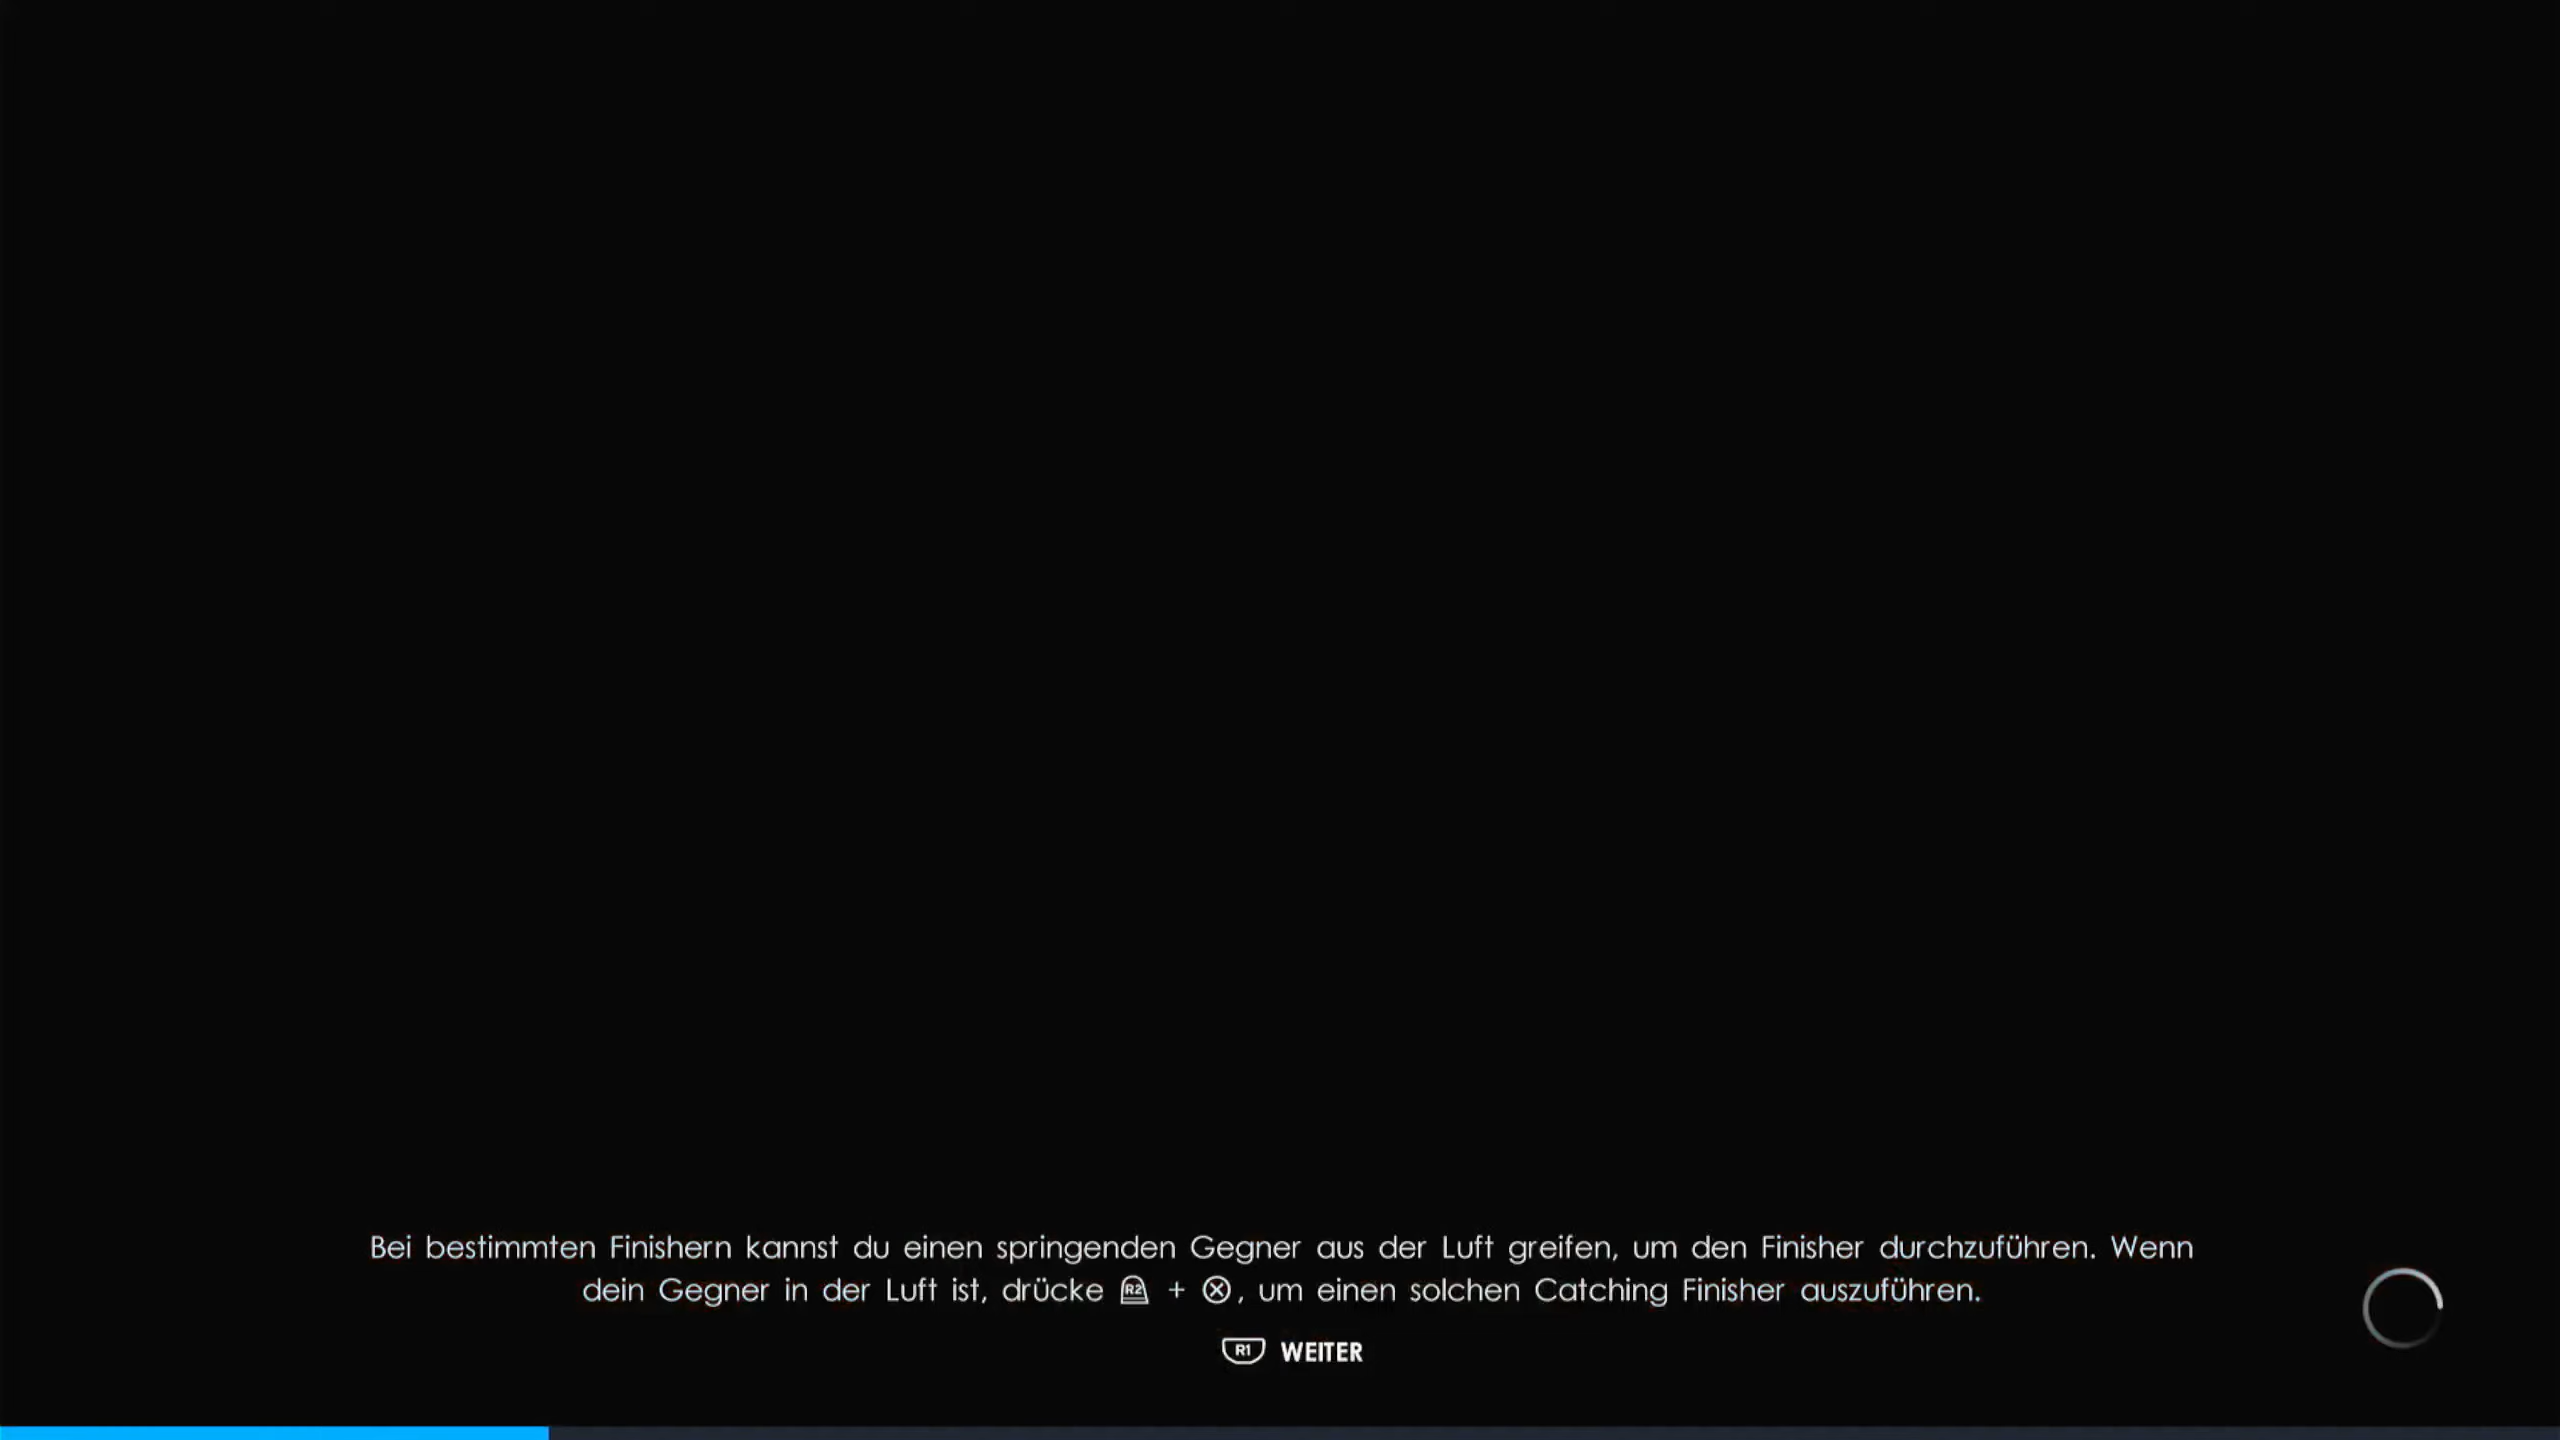 Bei bestimmten Finishern kannst du einen springenden Gegner aus der Luft greifen, um den Finisher durchzuführen. Wenn
dein Gegner in der Luft ist, drücke R2 + ⊗, um einen solchen Catching Finisher auszuführen.
R1 WEITER